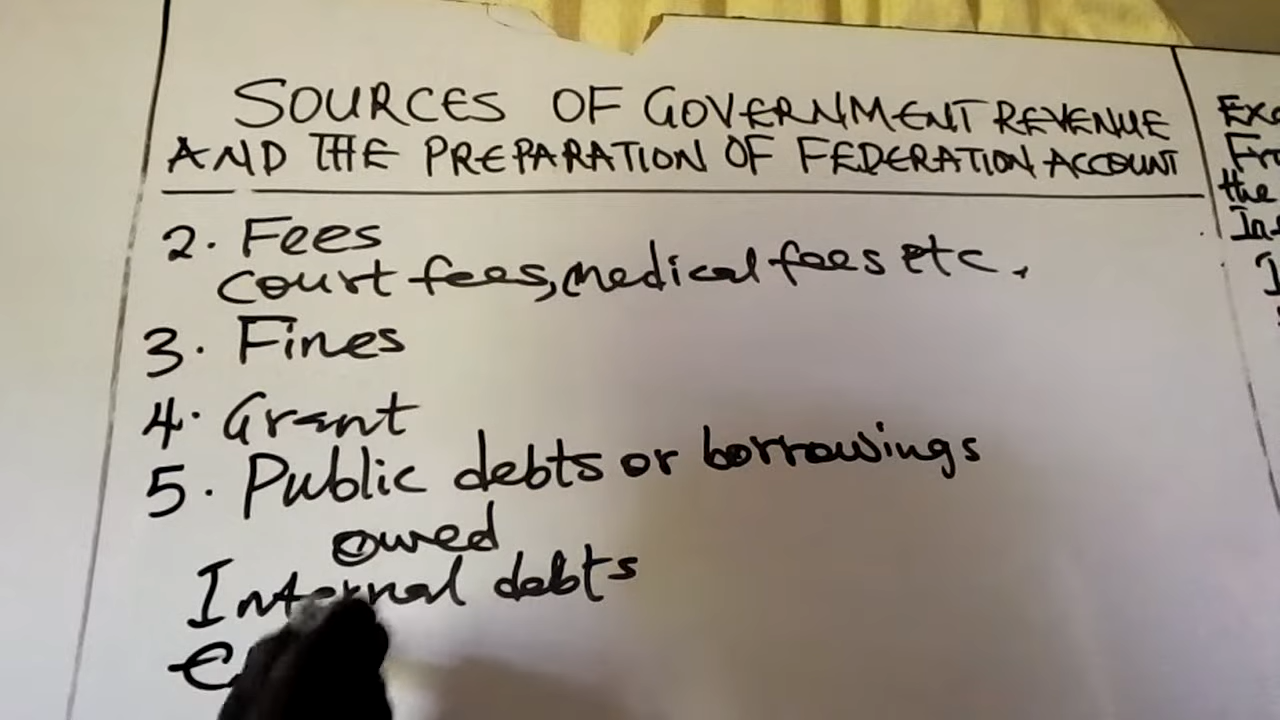 SOURCES OF GOVERNMENT REVENUE
AND THE PREPARATION OF FEDERATION ACCOUNT
2. Fees
court fees, medical fees etc.
3. Fines
4. Grant
5. Public debts or borrowings
owed
Internal debts
the